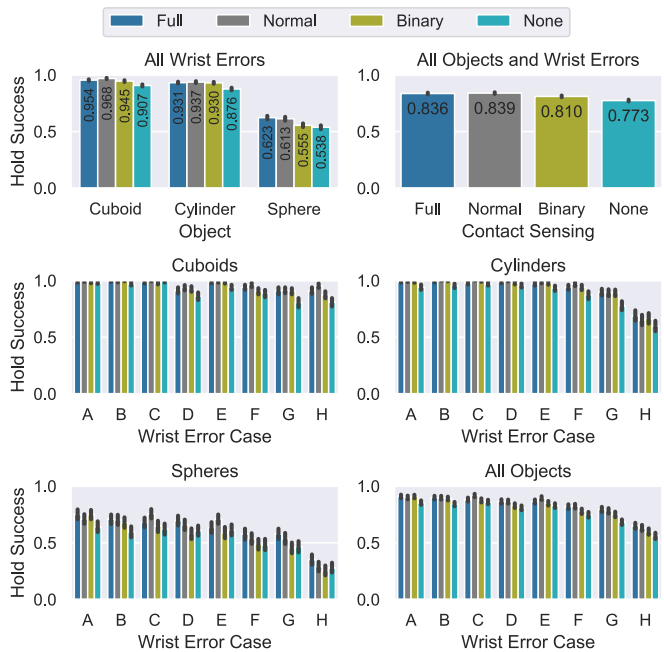 Full Normal Binary None
All Wrist Errors
Hold Success
1.0
0.5
0.0
0.954 0.968 0.945 0.907 0.931 0.937 0.930 0.876 0.623 0.613 0.555 0.538
Cuboid Cylinder Sphere
Object
All Objects and Wrist Errors
Hold Success
1.0
0.5
0.0
0.836 0.839 0.810 0.773
Full Normal Binary None
Contact Sensing
Cuboids
Hold Success
1.0
0.5
0.0
A B C D E F G H
Wrist Error Case
Cylinders
1.0
0.5
0.0
A B C D E F G H
Wrist Error Case
Spheres
Hold Success
1.0
0.5
0.0
A B C D E F G H
Wrist Error Case
All Objects
1.0
0.5
0.0
A B C D E F G H
Wrist Error Case